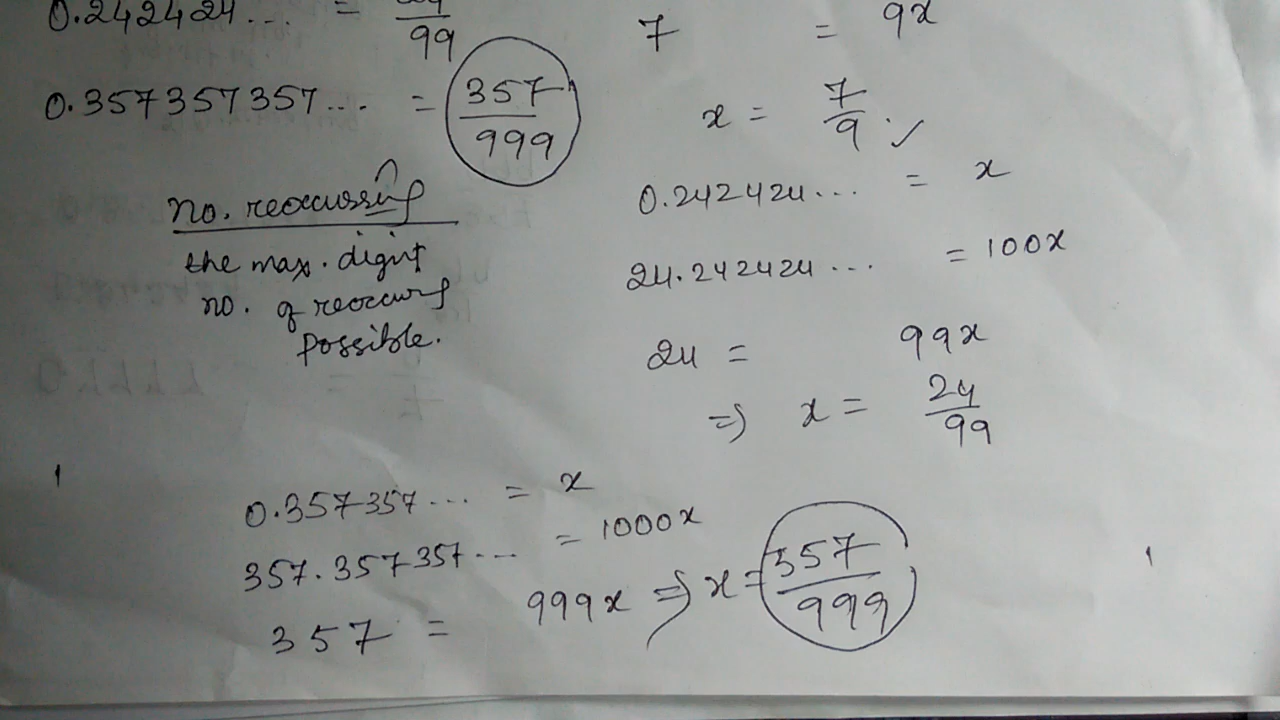 0.242424... = 24/99
0.357357357... = 357/999
no. reoccurring
the max. digit
no. of reoccurs
possible.
7 = 9x
x = 7/9 . ✓
0.242424... = x
24.242424... = 100x
24 = 99x
=> x = 24/99
0.357357... = x
357.357357... = 1000x
357 = 999x => x = 357/999